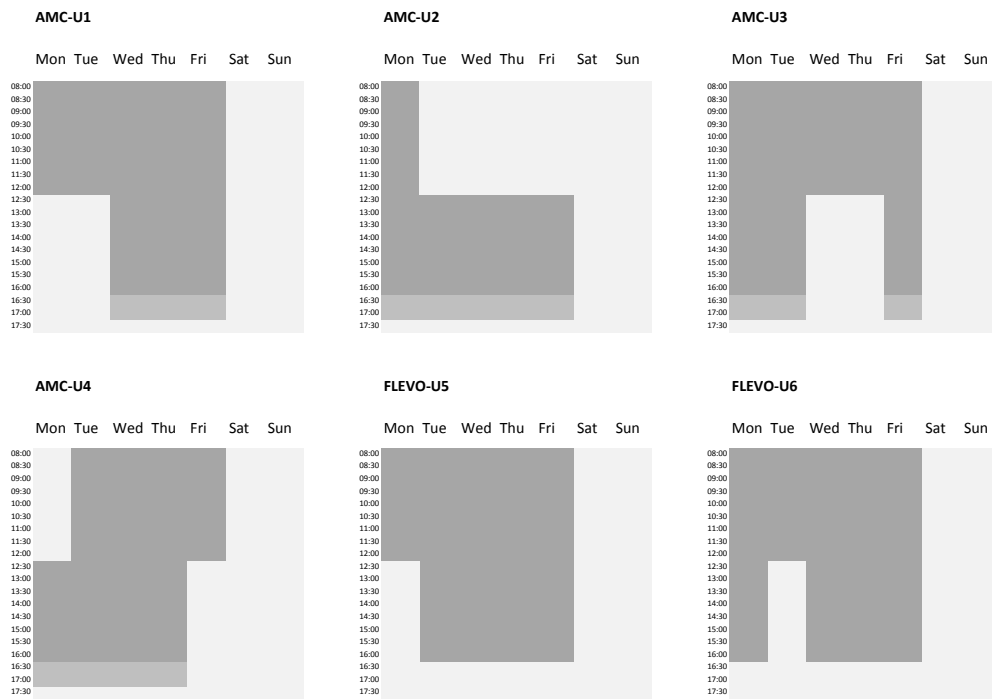 AMC-U1 AMC-U2 AMC-U3
Mon Tue Wed Thu Fri Sat Sun Mon Tue Wed Thu Fri Sat Sun Mon Tue Wed Thu Fri Sat Sun
08:00 08:00 08:00
08:30 08:30 08:30
09:00 09:00 09:00
09:30 09:30 09:30
10:00 10:00 10:00
10:30 10:30 10:30
11:00 11:00 11:00
11:30 11:30 11:30
12:00 12:00 12:00
12:30 12:30 12:30
13:00 13:00 13:00
13:30 13:30 13:30
14:00 14:00 14:00
14:30 14:30 14:30
15:00 15:00 15:00
15:30 15:30 15:30
16:00 16:00 16:00
16:30 16:30 16:30
17:00 17:00 17:00
17:30 17:30 17:30
AMC-U4 FLEVO-U5 FLEVO-U6
Mon Tue Wed Thu Fri Sat Sun Mon Tue Wed Thu Fri Sat Sun Mon Tue Wed Thu Fri Sat Sun
08:00 08:00 08:00
08:30 08:30 08:30
09:00 09:00 09:00
09:30 09:30 09:30
10:00 10:00 10:00
10:30 10:30 10:30
11:00 11:00 11:00
11:30 11:30 11:30
12:00 12:00 12:00
12:30 12:30 12:30
13:00 13:00 13:00
13:30 13:30 13:30
14:00 14:00 14:00
14:30 14:30 14:30
15:00 15:00 15:00
15:30 15:30 15:30
16:00 16:00 16:00
16:30 16:30 16:30
17:00 17:00 17:00
17:30 17:30 17:30